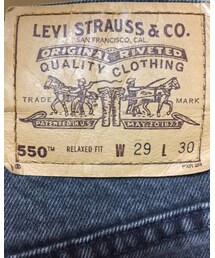 LEVI STRAUSS & CO.
SAN FRANCISCO, CAL.
ORIGINAL RIVETED
QUALITY CLOTHING
TRADE MARK
PATENTED IN U.S. MAY 20 1873
550™ RELAXED FIT W 29 L 30